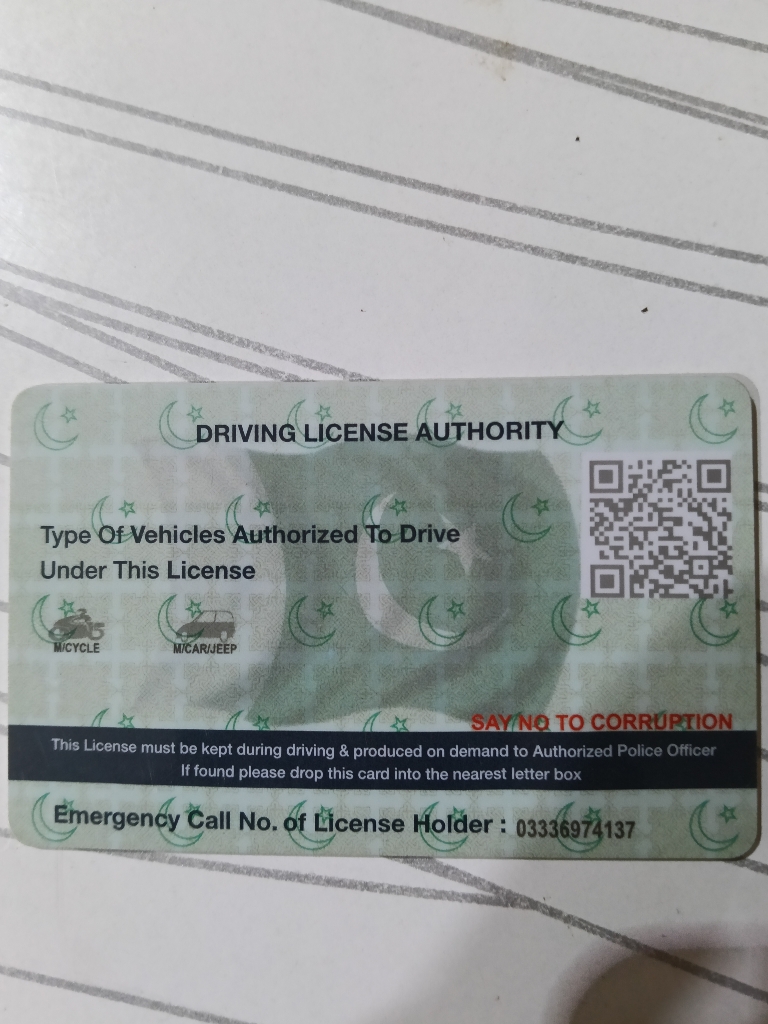 DRIVING LICENSE AUTHORITY
Type Of Vehicles Authorized To Drive
Under This License
M/CYCLE M/CAR/JEEP
SAY NO TO CORRUPTION
This License must be kept during driving & produced on demand to Authorized Police Officer
If found please drop this card into the nearest letter box
Emergency Call No. of License Holder : 03336974137